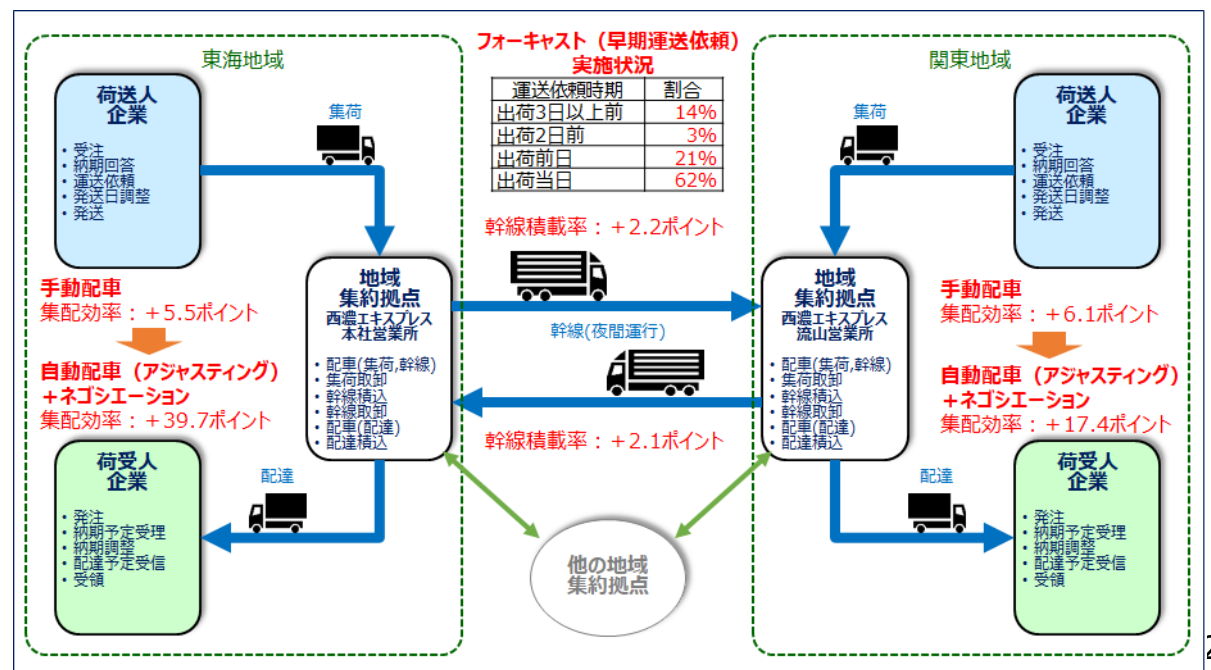 東海地域
荷送人
企業
・受注
・納期回答
・運送依頼
・発送日調整
・発送
集荷
フォーキャスト（早期運送依頼）
実施状況
運送依頼時期 割合
出荷3日以上前 14%
出荷2日前 3%
出荷前日 21%
出荷当日 62%
関東地域
荷送人
企業
・受注
・納期回答
・運送依頼
・発送日調整
・発送
集荷
手動配車
集配効率：＋5.5ポイント
自動配車（アジャスティング）
＋ネゴシエーション
集配効率：＋39.7ポイント
地域
集約拠点
西濃エキスプレス
本社営業所
・配車(集荷,幹線)
・集荷取卸
・幹線積込
・幹線取卸
・配車(配達)
・配達積込
幹線積載率：＋2.2ポイント
幹線(夜間運行)
幹線積載率：＋2.1ポイント
地域
集約拠点
西濃エキスプレス
流山営業所
・配車(集荷,幹線)
・集荷取卸
・幹線積込
・幹線取卸
・配車(配達)
・配達積込
手動配車
集配効率：＋6.1ポイント
自動配車（アジャスティング）
＋ネゴシエーション
集配効率：＋17.4ポイント
荷受人
企業
・発注
・納期予定受理
・納期調整
・配達予定受信
・受領
配達
他の地域
集約拠点
配達
荷受人
企業
・発注
・納期予定受理
・納期調整
・配達予定受信
・受領